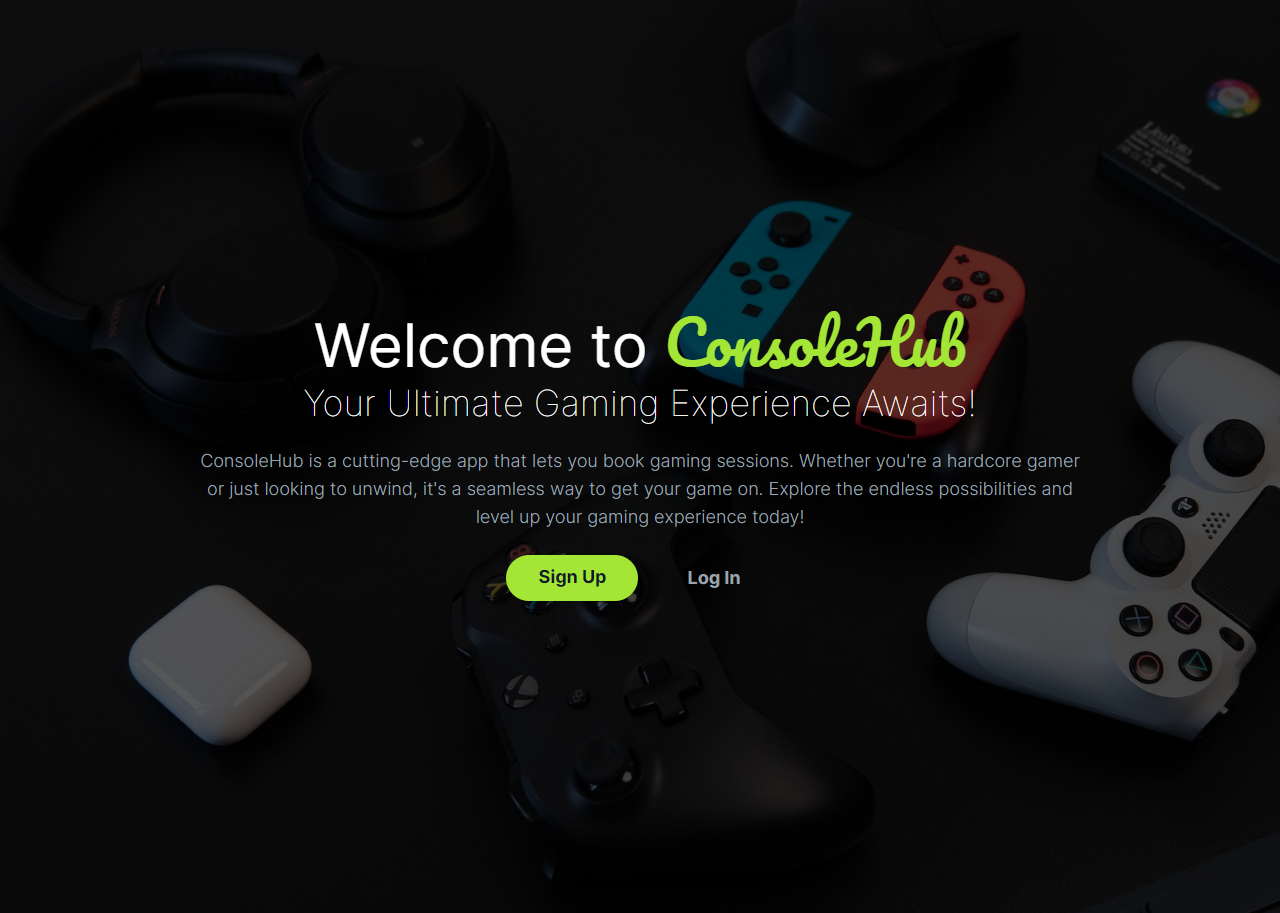 Welcome to ConsoleHub
Your Ultimate Gaming Experience Awaits!
ConsoleHub is a cutting-edge app that lets you book gaming sessions. Whether you're a hardcore gamer
or just looking to unwind, it's a seamless way to get your game on. Explore the endless possibilities and
level up your gaming experience today!
Sign Up
Log In